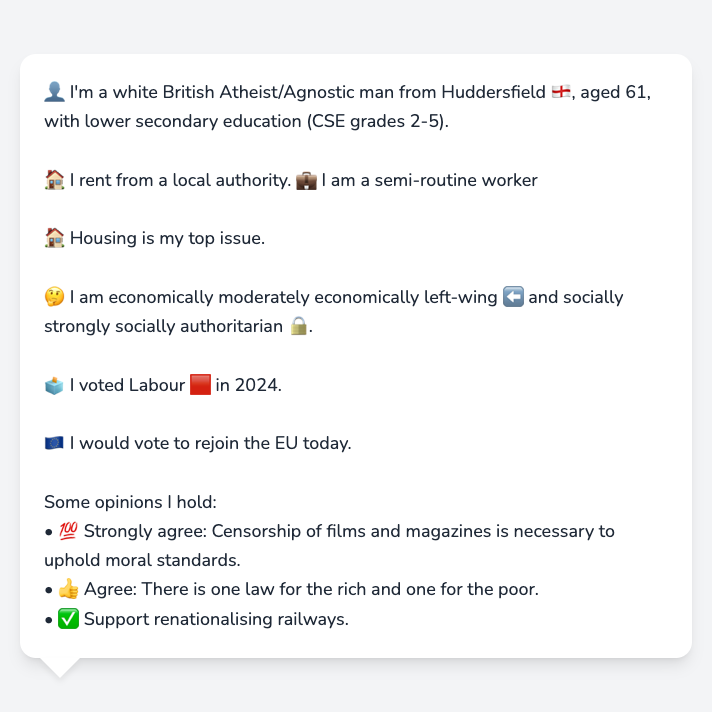 👤 I'm a white British Atheist/Agnostic man from Huddersfield 🏴󠁧󠁢󠁥󠁮󠁧󠁿, aged 61,
with lower secondary education (CSE grades 2-5).
🏠 I rent from a local authority. 💼 I am a semi-routine worker
🏠 Housing is my top issue.
🤔 I am economically moderately economically left-wing ⬅️ and socially
strongly socially authoritarian 🔒.
🗳️ I voted Labour 🟥 in 2024.
🇪🇺 I would vote to rejoin the EU today.
Some opinions I hold:
• 💯 Strongly agree: Censorship of films and magazines is necessary to
uphold moral standards.
• 👍 Agree: There is one law for the rich and one for the poor.
• ✅ Support renationalising railways.